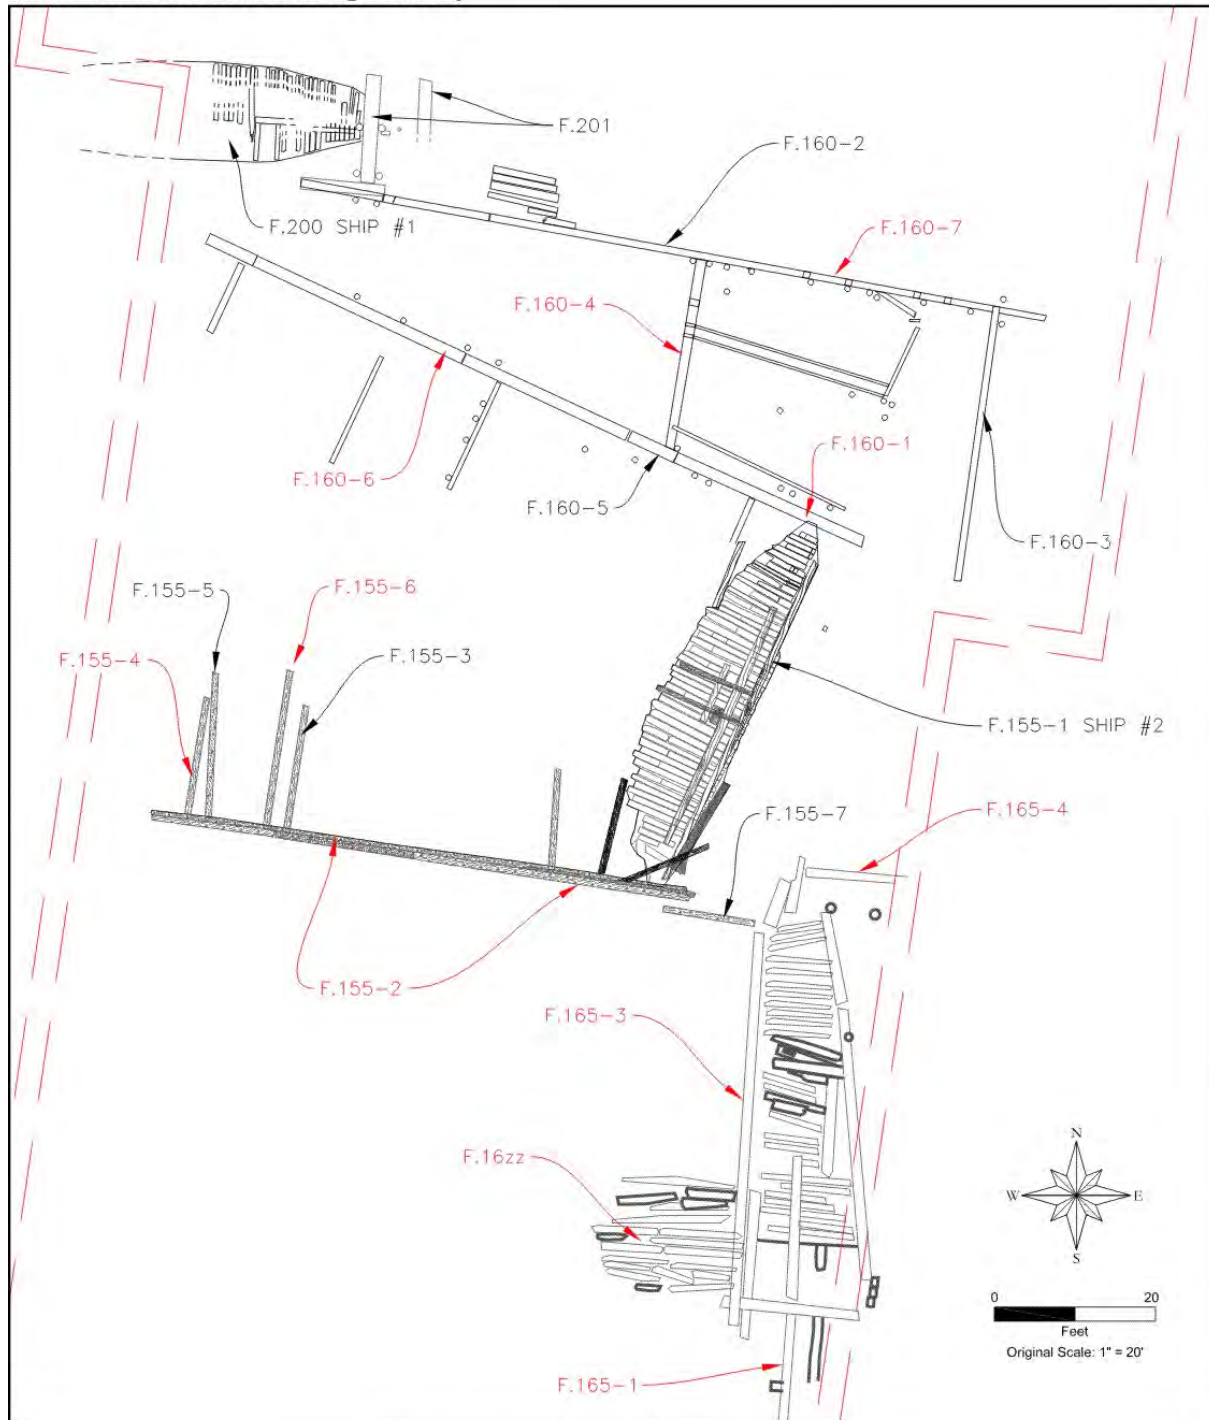 F.201
F.160-2
F.200 SHIP #1
F.160-7
F.160-4
F.160-1
F.160-6
F.160-5
F.160-3
F.155-5
F.155-6
F.155-4
F.155-3
F.155-1 SHIP #2
F.155-7
F.165-4
F.155-2
F.165-3
F.16zz
N
W E
S
0 20
Feet
Original Scale: 1" = 20'
F.165-1